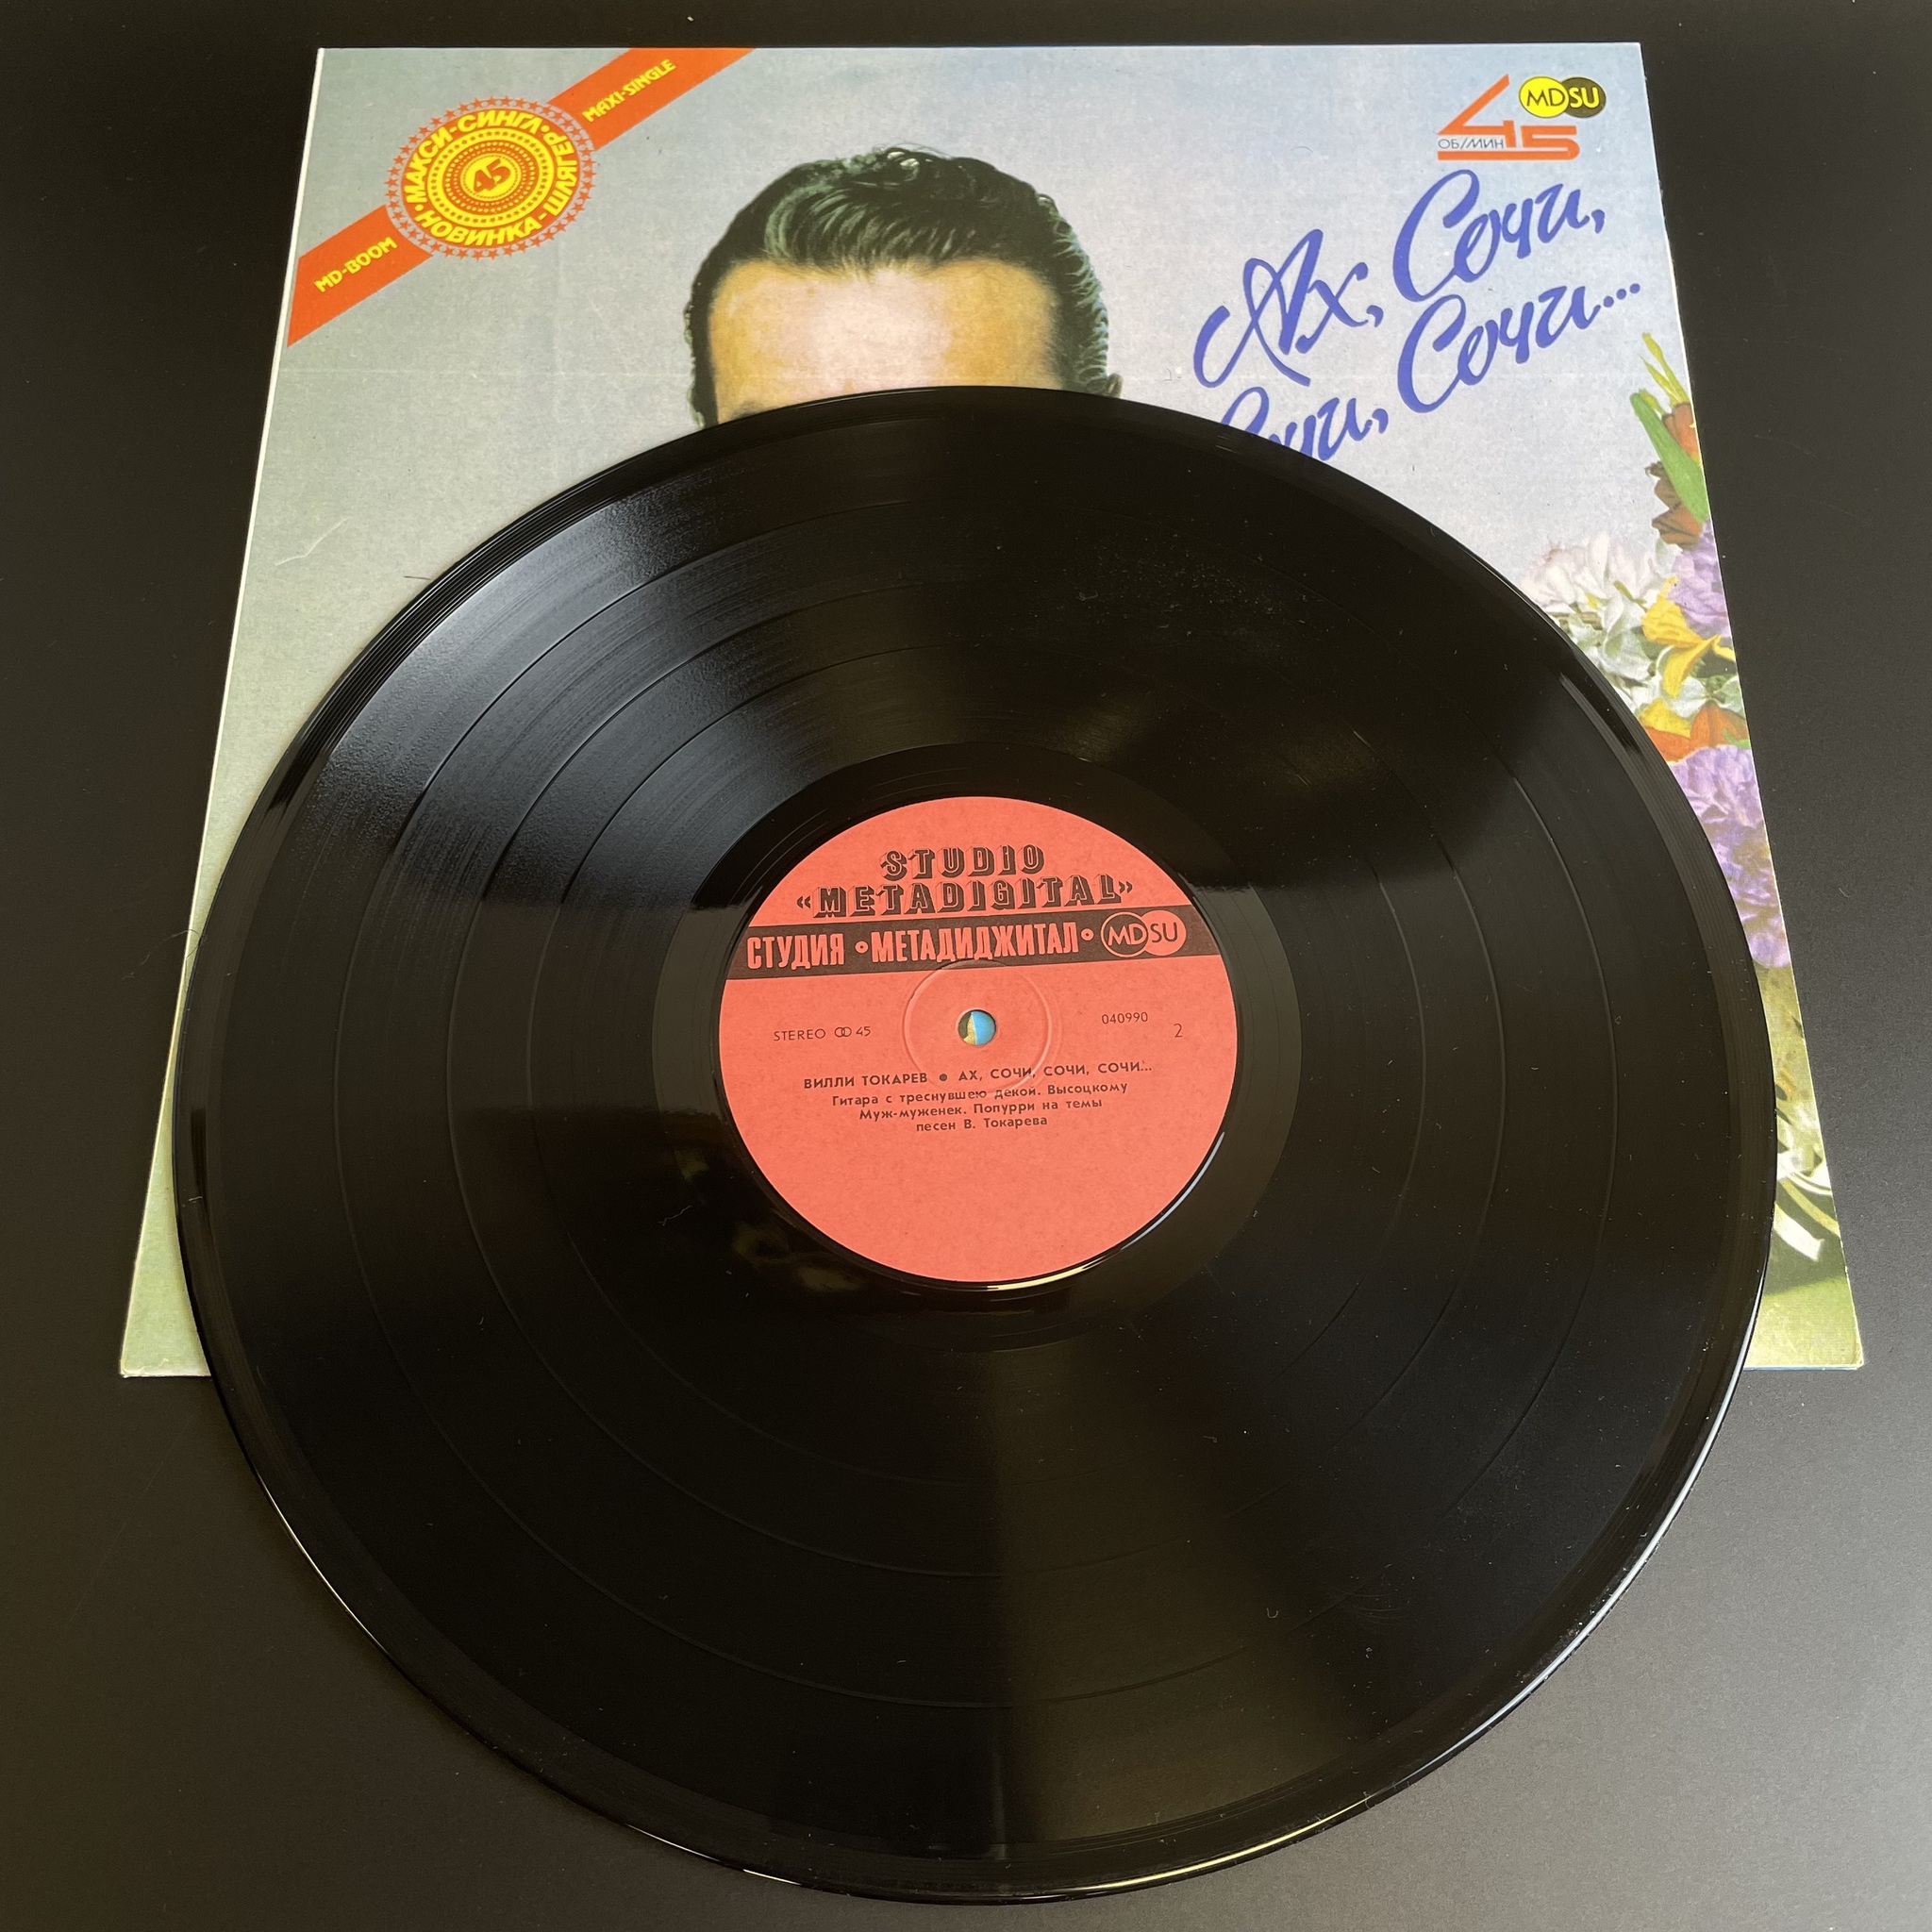 MAXI-SINGLE
МАКСИ-СИНГЛ • ШЛЯГЕР
45
НОВИНКА
MD-BOOM
MDSU
45
ОБ/МИН
Ах, Сочи,
Сочи, Сочи...
STUDIO
«METADIGITAL»
СТУДИЯ •МЕТАДИДЖИТАЛ• MDSU
STEREO 45
040990
2
ВИЛЛИ ТОКАРЕВ ● АХ, СОЧИ, СОЧИ, СОЧИ...
Гитара с треснувшею декой. Высоцкому
Муж-муженек. Попурри на темы
песен В. Токарева